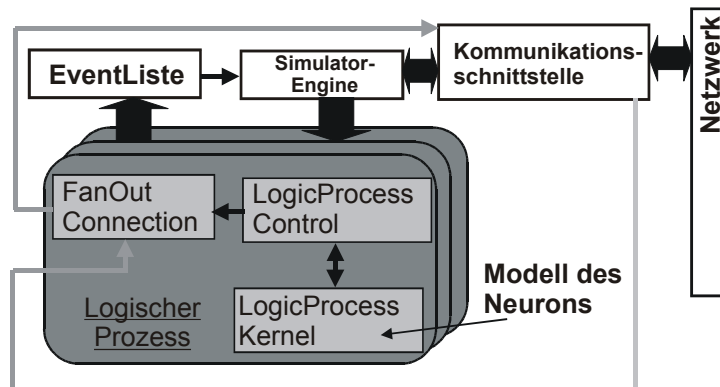 EventListe
Simulator-
Engine
Kommunikations-
schnittstelle
Netzwerk
FanOut
Connection
LogicProcess
Control
Logischer
Prozess
LogicProcess
Kernel
Modell des
Neurons